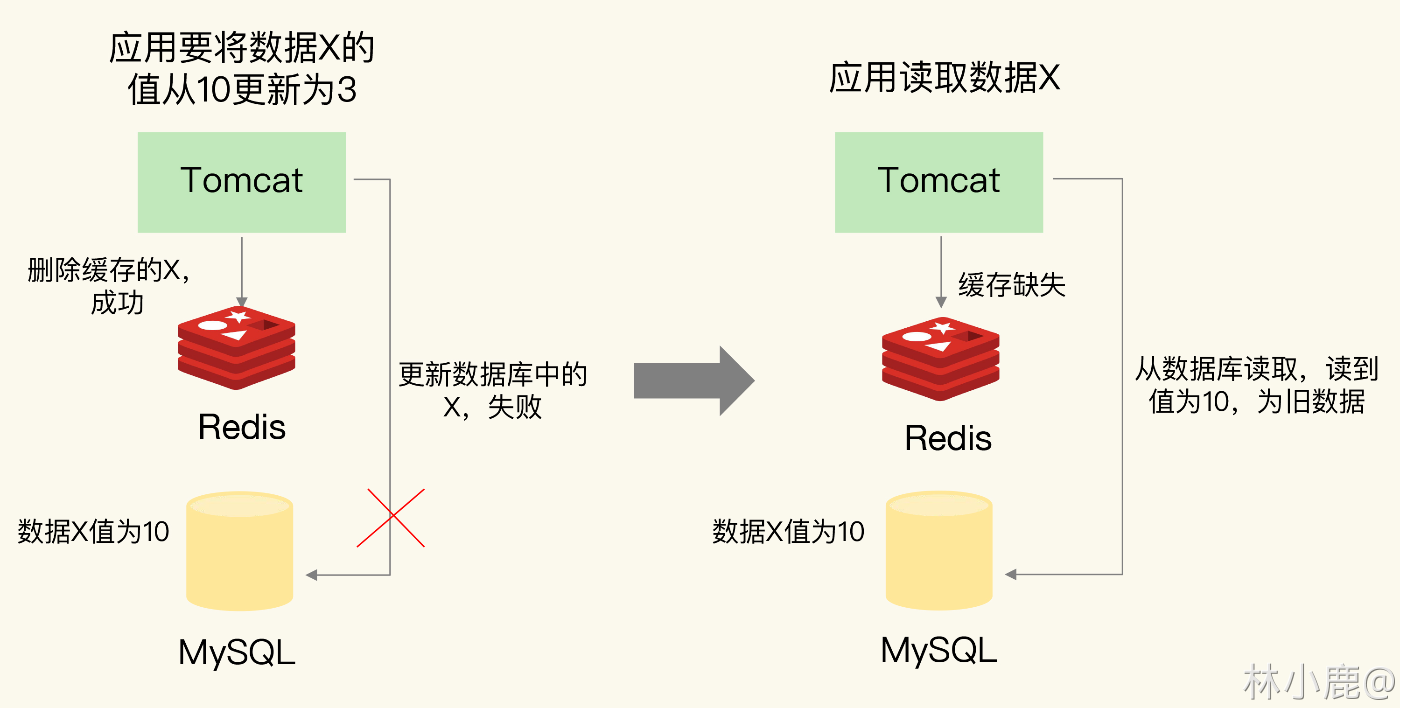 应用要将数据X的
值从10更新为3
Tomcat
删除缓存的X，
成功
Redis
更新数据库中的
X，失败
数据X值为10
MySQL
应用读取数据X
Tomcat
缓存缺失
Redis
从数据库读取，读到
值为10，为旧数据
数据X值为10
MySQL
林小鹿@